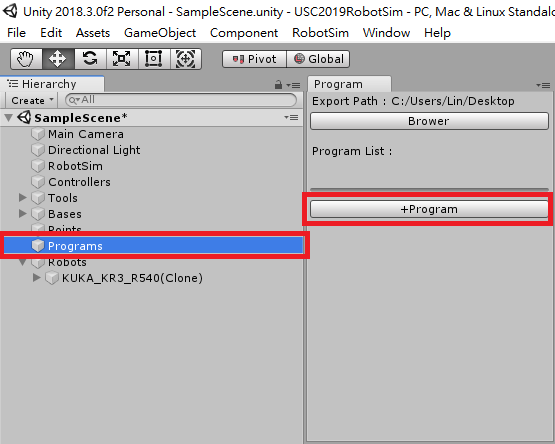 Unity 2018.3.0f2 Personal - SampleScene.unity - USC2019RobotSim - PC, Mac & Linux Standalo
File Edit Assets GameObject Component RobotSim Window Help
Pivot Global
Hierarchy
Create All
SampleScene*
Main Camera
Directional Light
RobotSim
Controllers
Tools
Bases
Points
Programs
Robots
KUKA_KR3_R540(Clone)
Program
Export Path : C:/Users/Lin/Desktop
Brower
Program List :
+Program